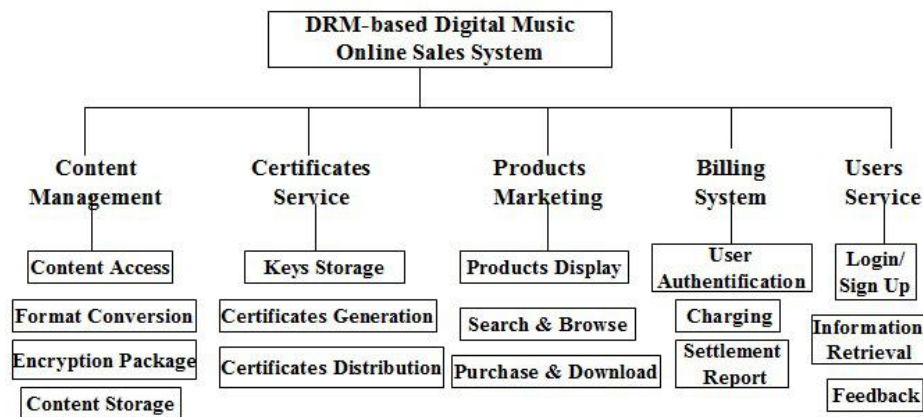 DRM-based Digital Music
Online Sales System
Content
Management
Certificates
Service
Products
Marketing
Billing
System
Users
Service
Content Access
Format Conversion
Encryption Package
Content Storage
Keys Storage
Certificates Generation
Certificates Distribution
Products Display
Search & Browse
Purchase & Download
User
Authentification
Charging
Settlement
Report
Login/
Sign Up
Information
Retrieval
Feedback